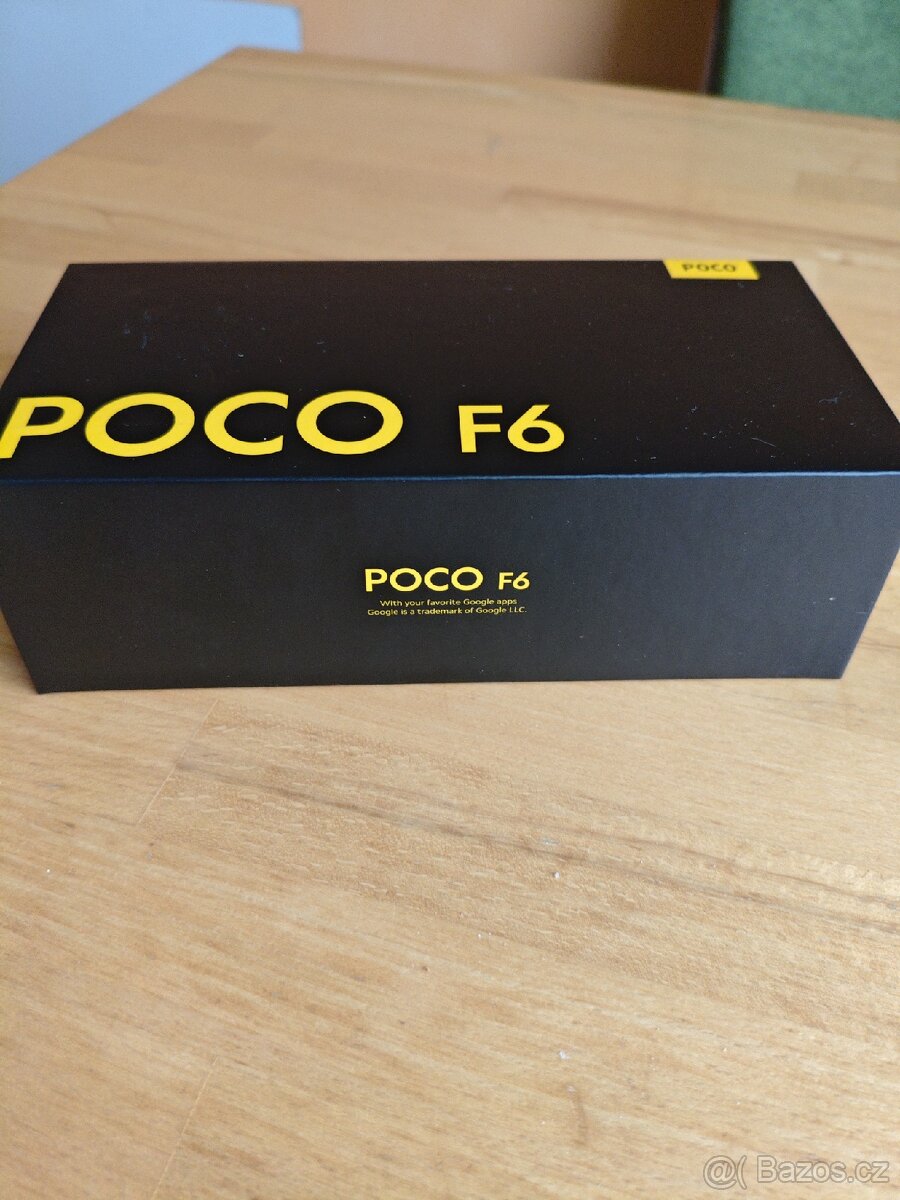 POCO
POCO F6
POCO F6
With your favorite Google apps
Google is a trademark of Google LLC.
@( Bazos.cz